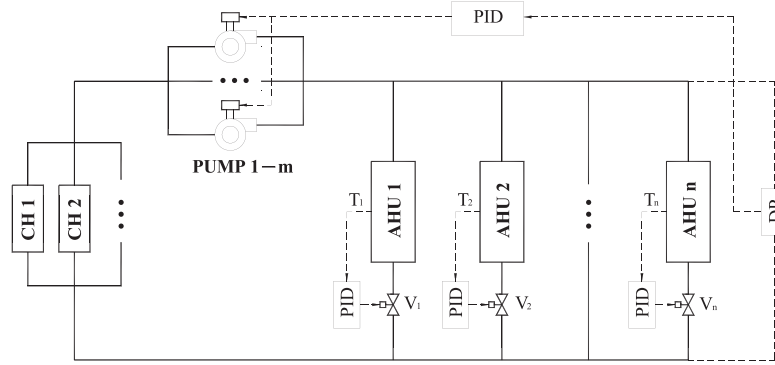 PID
PUMP 1—m
CH 1
CH 2
AHU 1
AHU 2
AHU n
T1
T2
Tn
PID
PID
PID
V1
V2
Vn